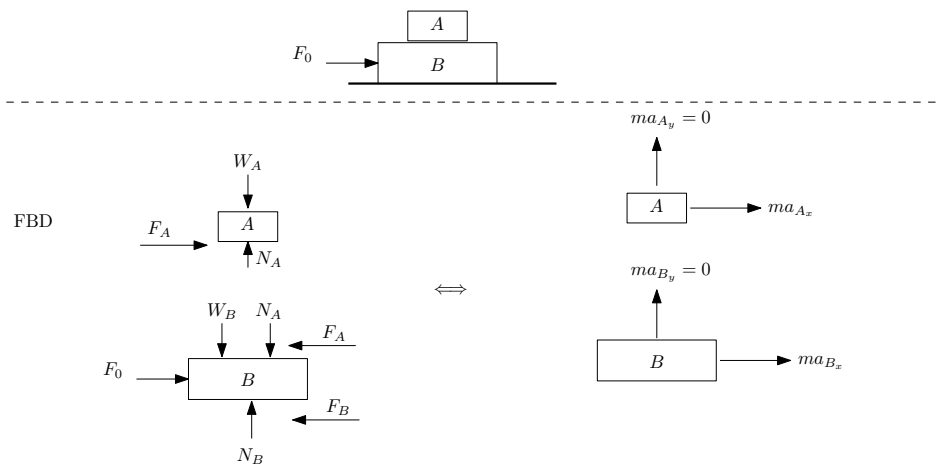 A
F_0
B
ma_{A_y} = 0
W_A
FBD
A
A
ma_{A_x}
F_A
N_A
ma_{B_y} = 0
⟺
W_B
N_A
F_A
F_0
B
B
ma_{B_x}
F_B
N_B